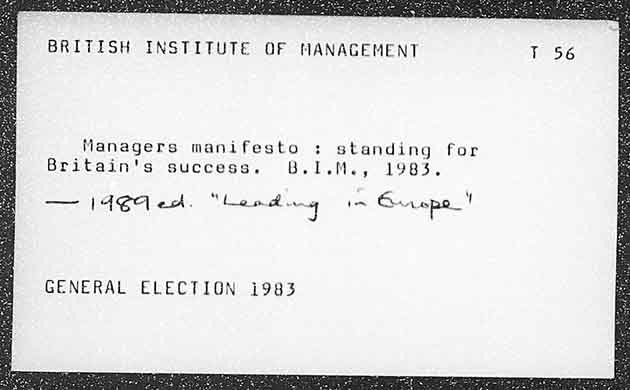 BRITISH INSTITUTE OF MANAGEMENT T 56
Managers manifesto : standing for
Britain's success. B.I.M., 1983.
— 1989 ed. "Leading in Europe"
GENERAL ELECTION 1983